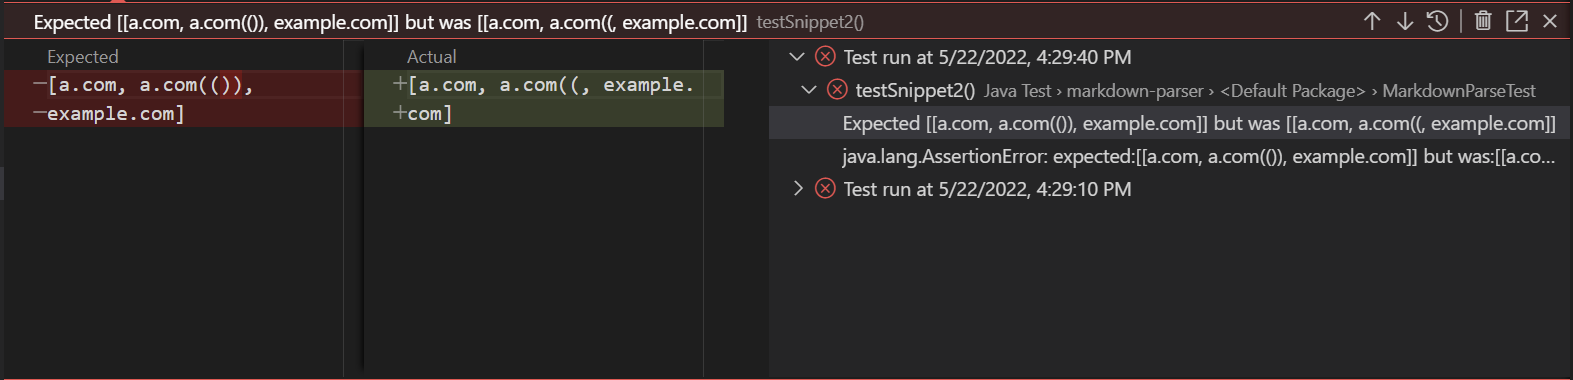 Expected [[a.com, a.com(()), example.com]] but was [[a.com, a.com((, example.com]] testSnippet2()
Expected
−[a.com, a.com(()),
−example.com]
Actual
+[a.com, a.com((, example.
+com]
Test run at 5/22/2022, 4:29:40 PM
testSnippet2() Java Test › markdown-parser › <Default Package> › MarkdownParseTest
Expected [[a.com, a.com(()), example.com]] but was [[a.com, a.com((, example.com]]
java.lang.AssertionError: expected:[[a.com, a.com(()), example.com]] but was:[[a.co...
Test run at 5/22/2022, 4:29:10 PM